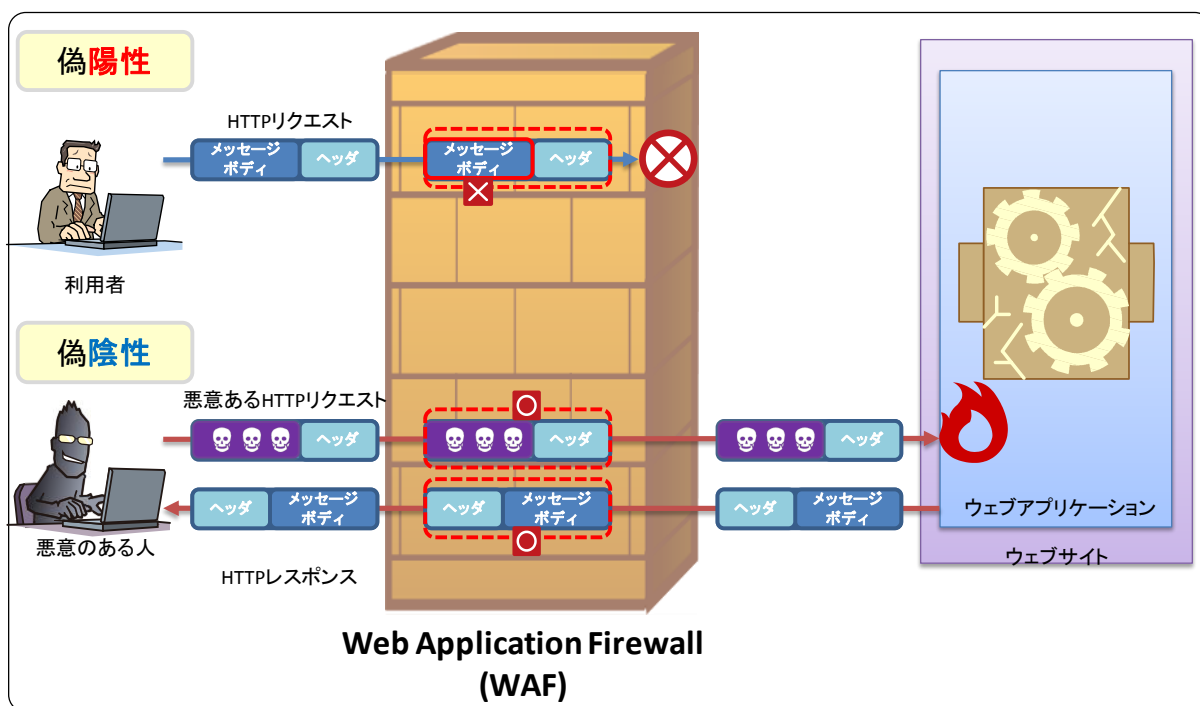 偽陽性
HTTPリクエスト
メッセージ
ボディ
ヘッダ
メッセージ
ボディ
ヘッダ
利用者
偽陰性
悪意あるHTTPリクエスト
ヘッダ
ヘッダ
ヘッダ
ヘッダ
メッセージ
ボディ
ヘッダ
メッセージ
ボディ
ヘッダ
メッセージ
ボディ
悪意のある人
HTTPレスポンス
ウェブアプリケーション
ウェブサイト
Web Application Firewall
(WAF)